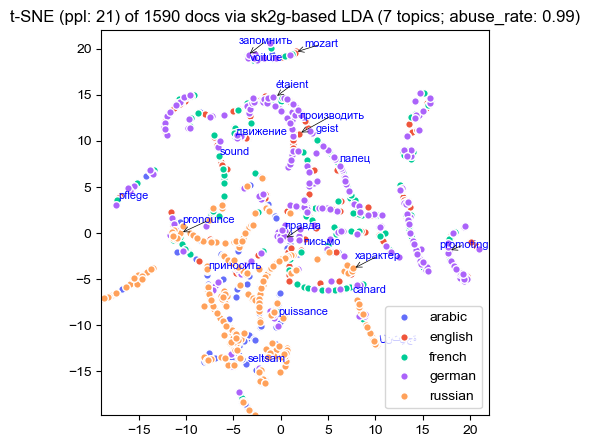 t-SNE (ppl: 21) of 1590 docs via sk2g-based LDA (7 topics; abuse_rate: 0.99)
20
15
10
5
0
−5
−10
−15
−15
−10
−5
0
5
10
15
20
запомнить
mozart
voiture
étaient
производить
движение
geist
sound
палец
pflege
pronounce
правда
письмо
promoting
характер
приносить
canard
puissance
seltsam
arabic
english
french
german
russian